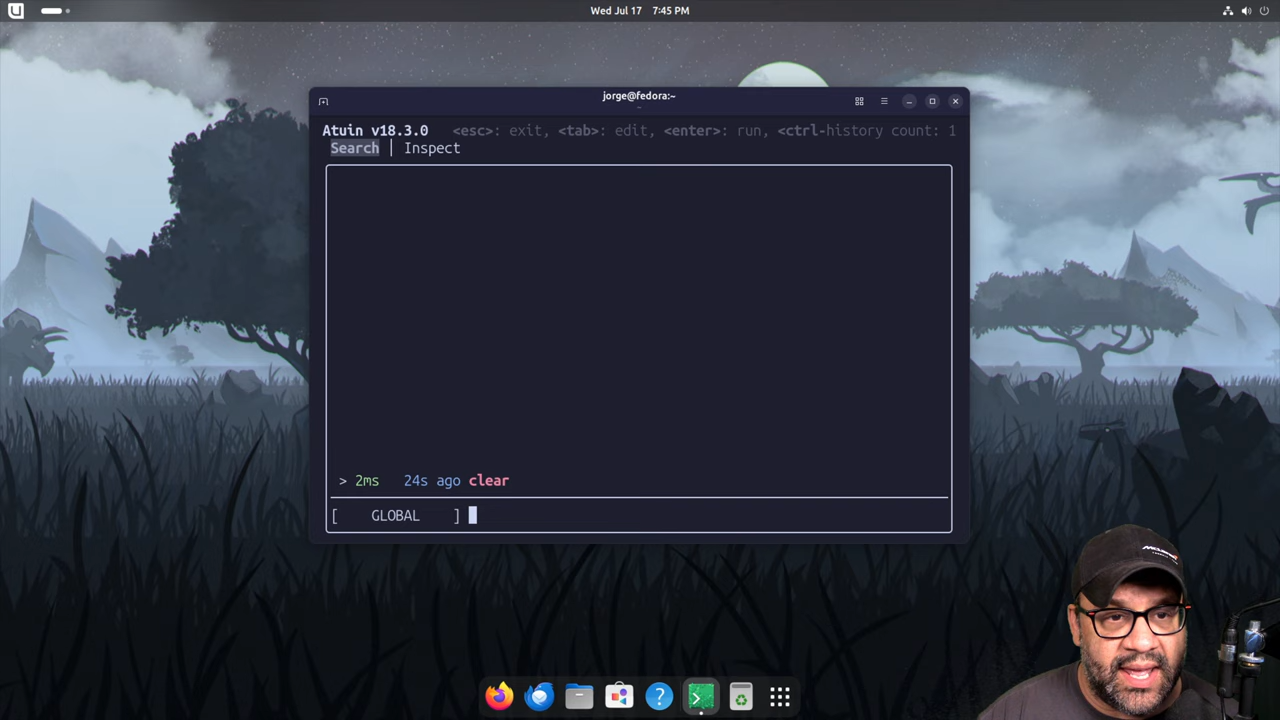 Wed Jul 17 7:45 PM
jorge@fedora:~
~
Atuin v18.3.0 <esc>: exit, <tab>: edit, <enter>: run, <ctrl-history count: 1
Search | Inspect
> 2ms 24s ago clear
[ GLOBAL ]